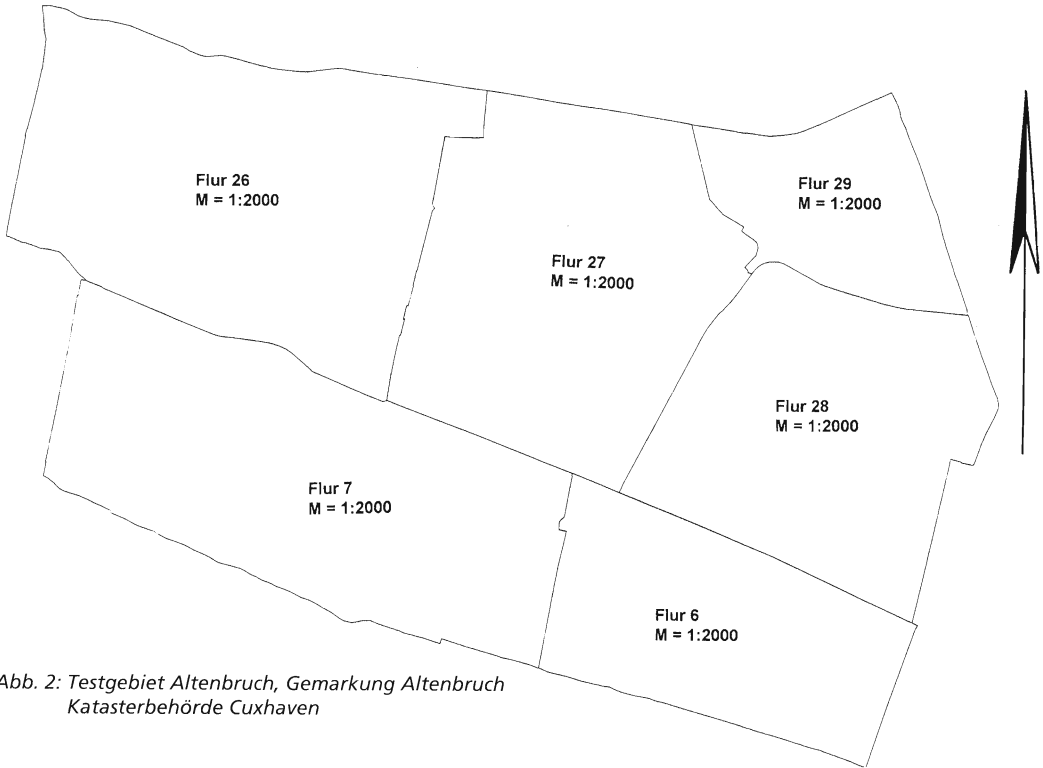 Flur 26
M = 1:2000
Flur 29
M = 1:2000
Flur 27
M = 1:2000
Flur 28
M = 1:2000
Flur 7
M = 1:2000
Flur 6
M = 1:2000
Abb. 2: Testgebiet Altenbruch, Gemarkung Altenbruch
Katasterbehörde Cuxhaven